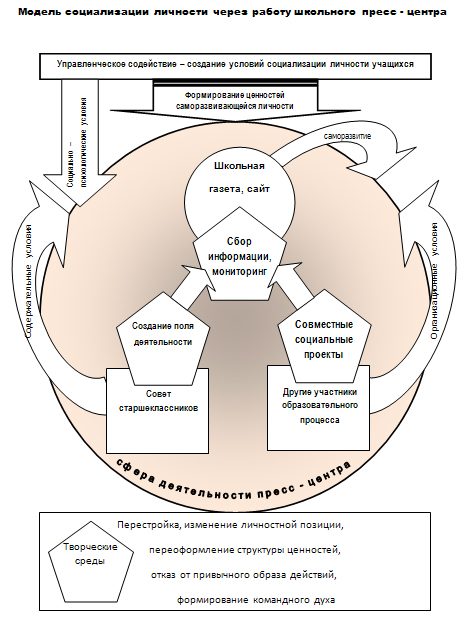 Модель социализации личности через работу школьного пресс - центра
Управленческое содействие – создание условий социализации личности учащихся
Формирование ценностей
саморазвивающейся личности
Социально –
психологические условия
саморазвитие
Школьная
газета, сайт
Сбор
информации,
мониторинг
Содержательные условия
Организационные условия
Создание поля
деятельности
Совместные
социальные
проекты
Совет
старшеклассников
Другие участники
образовательного
процесса
сфера деятельности пресс - центра
Творческие
среды
Перестройка, изменение личностной позиции,
переоформление структуры ценностей,
отказ от привычного образа действий,
формирование командного духа